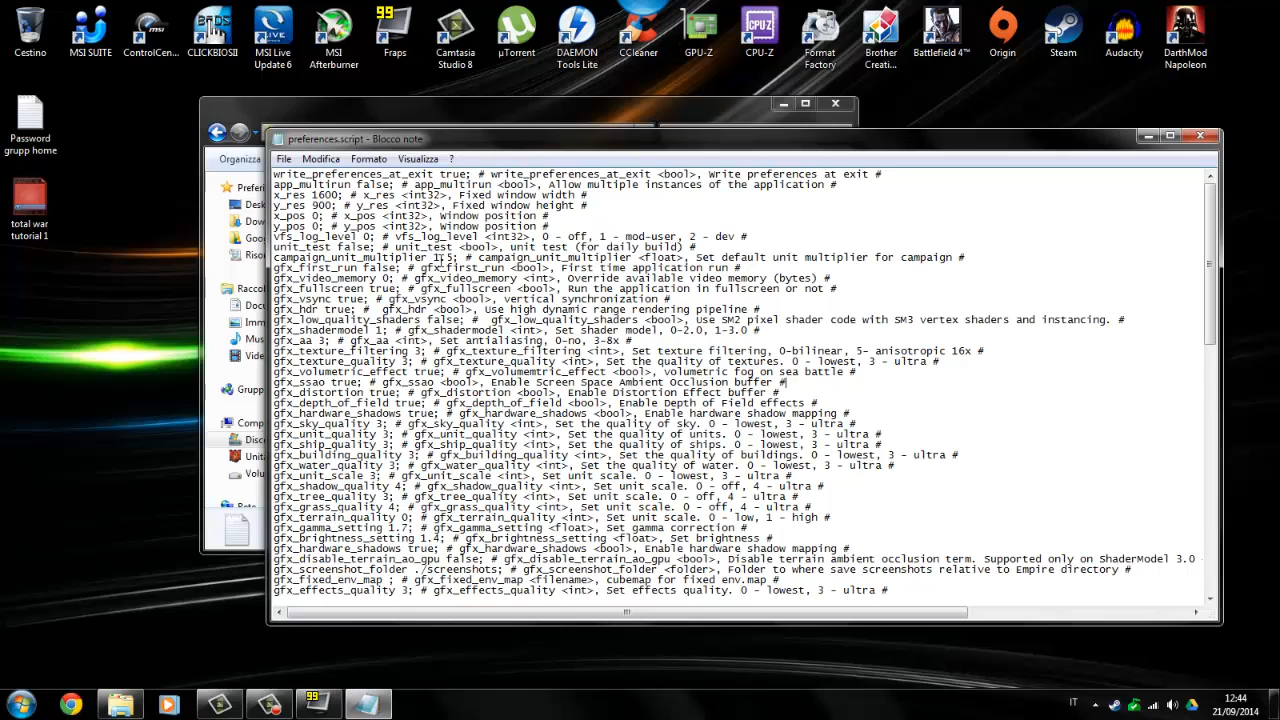 Cestino
MSI SUITE
ControlCen...
CLICKBIOSII
MSI Live Update 6
MSI Afterburner
99
Fraps
Camtasia Studio 8
µTorrent
DAEMON Tools Lite
CCleaner
GPU-Z
CPU-Z
CPU-Z
Format Factory
Brother Creati...
Battlefield 4™
Origin
Steam
Audacity
DarthMod Napoleon
Password grupp home
total war tutorial 1
Organizza
Preferi
Desk
Dow
Goo
Riso
Raccol
Docu
Imm
Mus
Vide
Grupp
Comp
Disc
Unita
Volu
Rete
preferences.script - Blocco note
File Modifica Formato Visualizza ?
write_preferences_at_exit true; # write_preferences_at_exit <bool>, Write preferences at exit #
app_multirun false; # app_multirun <bool>, Allow multiple instances of the application #
x_res 1600; # x_res <int32>, Fixed window width #
y_res 900; # y_res <int32>, Fixed window height #
x_pos 0; # x_pos <int32>, Window position #
y_pos 0; # y_pos <int32>, Window position #
vfs_log_level 0; # vfs_log_level <int32>, 0 - off, 1 - mod-user, 2 - dev #
unit_test false; # unit_test <bool>, unit test (for daily build) #
campaign_unit_multiplier 1.5; # campaign_unit_multiplier <float>, Set default unit multiplier for campaign #
gfx_first_run false; # gfx_first_run <bool>, First time application run #
gfx_video_memory 0; # gfx_video_memory <int>, Override available video memory (bytes) #
gfx_fullscreen true; # gfx_fullscreen <bool>, Run the application in fullscreen or not #
gfx_vsync true; # gfx_vsync <bool>, vertical synchronization #
gfx_hdr true; # gfx_hdr <bool>, Use high dynamic range rendering pipeline #
gfx_low_quality_shaders false; # gfx_low_quality_shaders <bool>, Use SM2 pixel shader code with SM3 vertex shaders and instancing. #
gfx_shadermodel 1; # gfx_shadermodel <int>, Set shader model, 0-2.0, 1-3.0 #
gfx_aa 3; # gfx_aa <int>, Set antialiasing, 0-no, 3-8x #
gfx_texture_filtering 3; # gfx_texture_filtering <int>, Set texture filtering, 0-bilinear, 5- anisotropic 16x #
gfx_texture_quality 3; # gfx_texture_quality <int>, Set the quality of textures. 0 - lowest, 3 - ultra #
gfx_volumetric_effect true; # gfx_volumemtric_effect <bool>, volumetric fog on sea battle #
gfx_ssao true; # gfx_ssao <bool>, Enable Screen Space Ambient Occlusion buffer #
gfx_distortion true; # gfx_distortion <bool>, Enable Distortion Effect buffer #
gfx_depth_of_field true; # gfx_depth_of_field <bool>, Enable Depth of Field effects #
gfx_hardware_shadows true; # gfx_hardware_shadows <bool>, Enable hardware shadow mapping #
gfx_sky_quality 3; # gfx_sky_quality <int>, Set the quality of sky. 0 - lowest, 3 - ultra #
gfx_unit_quality 3; # gfx_unit_quality <int>, Set the quality of units. 0 - lowest, 3 - ultra #
gfx_ship_quality 3; # gfx_ship_quality <int>, Set the quality of ships. 0 - lowest, 3 - ultra #
gfx_building_quality 3; # gfx_building_quality <int>, Set the quality of buildings. 0 - lowest, 3 - ultra #
gfx_water_quality 3; # gfx_water_quality <int>, Set the quality of water. 0 - lowest, 3 - ultra #
gfx_unit_scale 3; # gfx_unit_scale <int>, Set unit scale. 0 - lowest, 3 - ultra #
gfx_shadow_quality 4; # gfx_shadow_quality <int>, Set unit scale. 0 - off, 4 - ultra #
gfx_tree_quality 3; # gfx_tree_quality <int>, Set unit scale. 0 - off, 4 - ultra #
gfx_grass_quality 4; # gfx_grass_quality <int>, Set unit scale. 0 - off, 4 - ultra #
gfx_terrain_quality 0; # gfx_terrain_quality <int>, Set unit scale. 0 - low, 1 - high #
gfx_gamma_setting 1.7; # gfx_gamma_setting <float>, Set gamma correction #
gfx_brightness_setting 1.4; # gfx_brightness_setting <float>, Set brightness #
gfx_hardware_shadows true; # gfx_hardware_shadows <bool>, Enable hardware shadow mapping #
gfx_disable_terrain_ao_gpu false; # gfx_disable_terrain_ao_gpu <bool>, Disable terrain ambient occlusion term. Supported only on ShaderModel 3.0 -
gfx_screenshot_folder ./screenshots; # gfx_screenshot_folder <folder>, Folder to where save screenshots relative to Empire directory #
gfx_fixed_env_map ; # gfx_fixed_env_map <filename>, cubemap for fixed env.map #
gfx_effects_quality 3; # gfx_effects_quality <int>, Set effects quality. 0 - lowest, 3 - ultra #
99
IT
12:44
21/09/2014